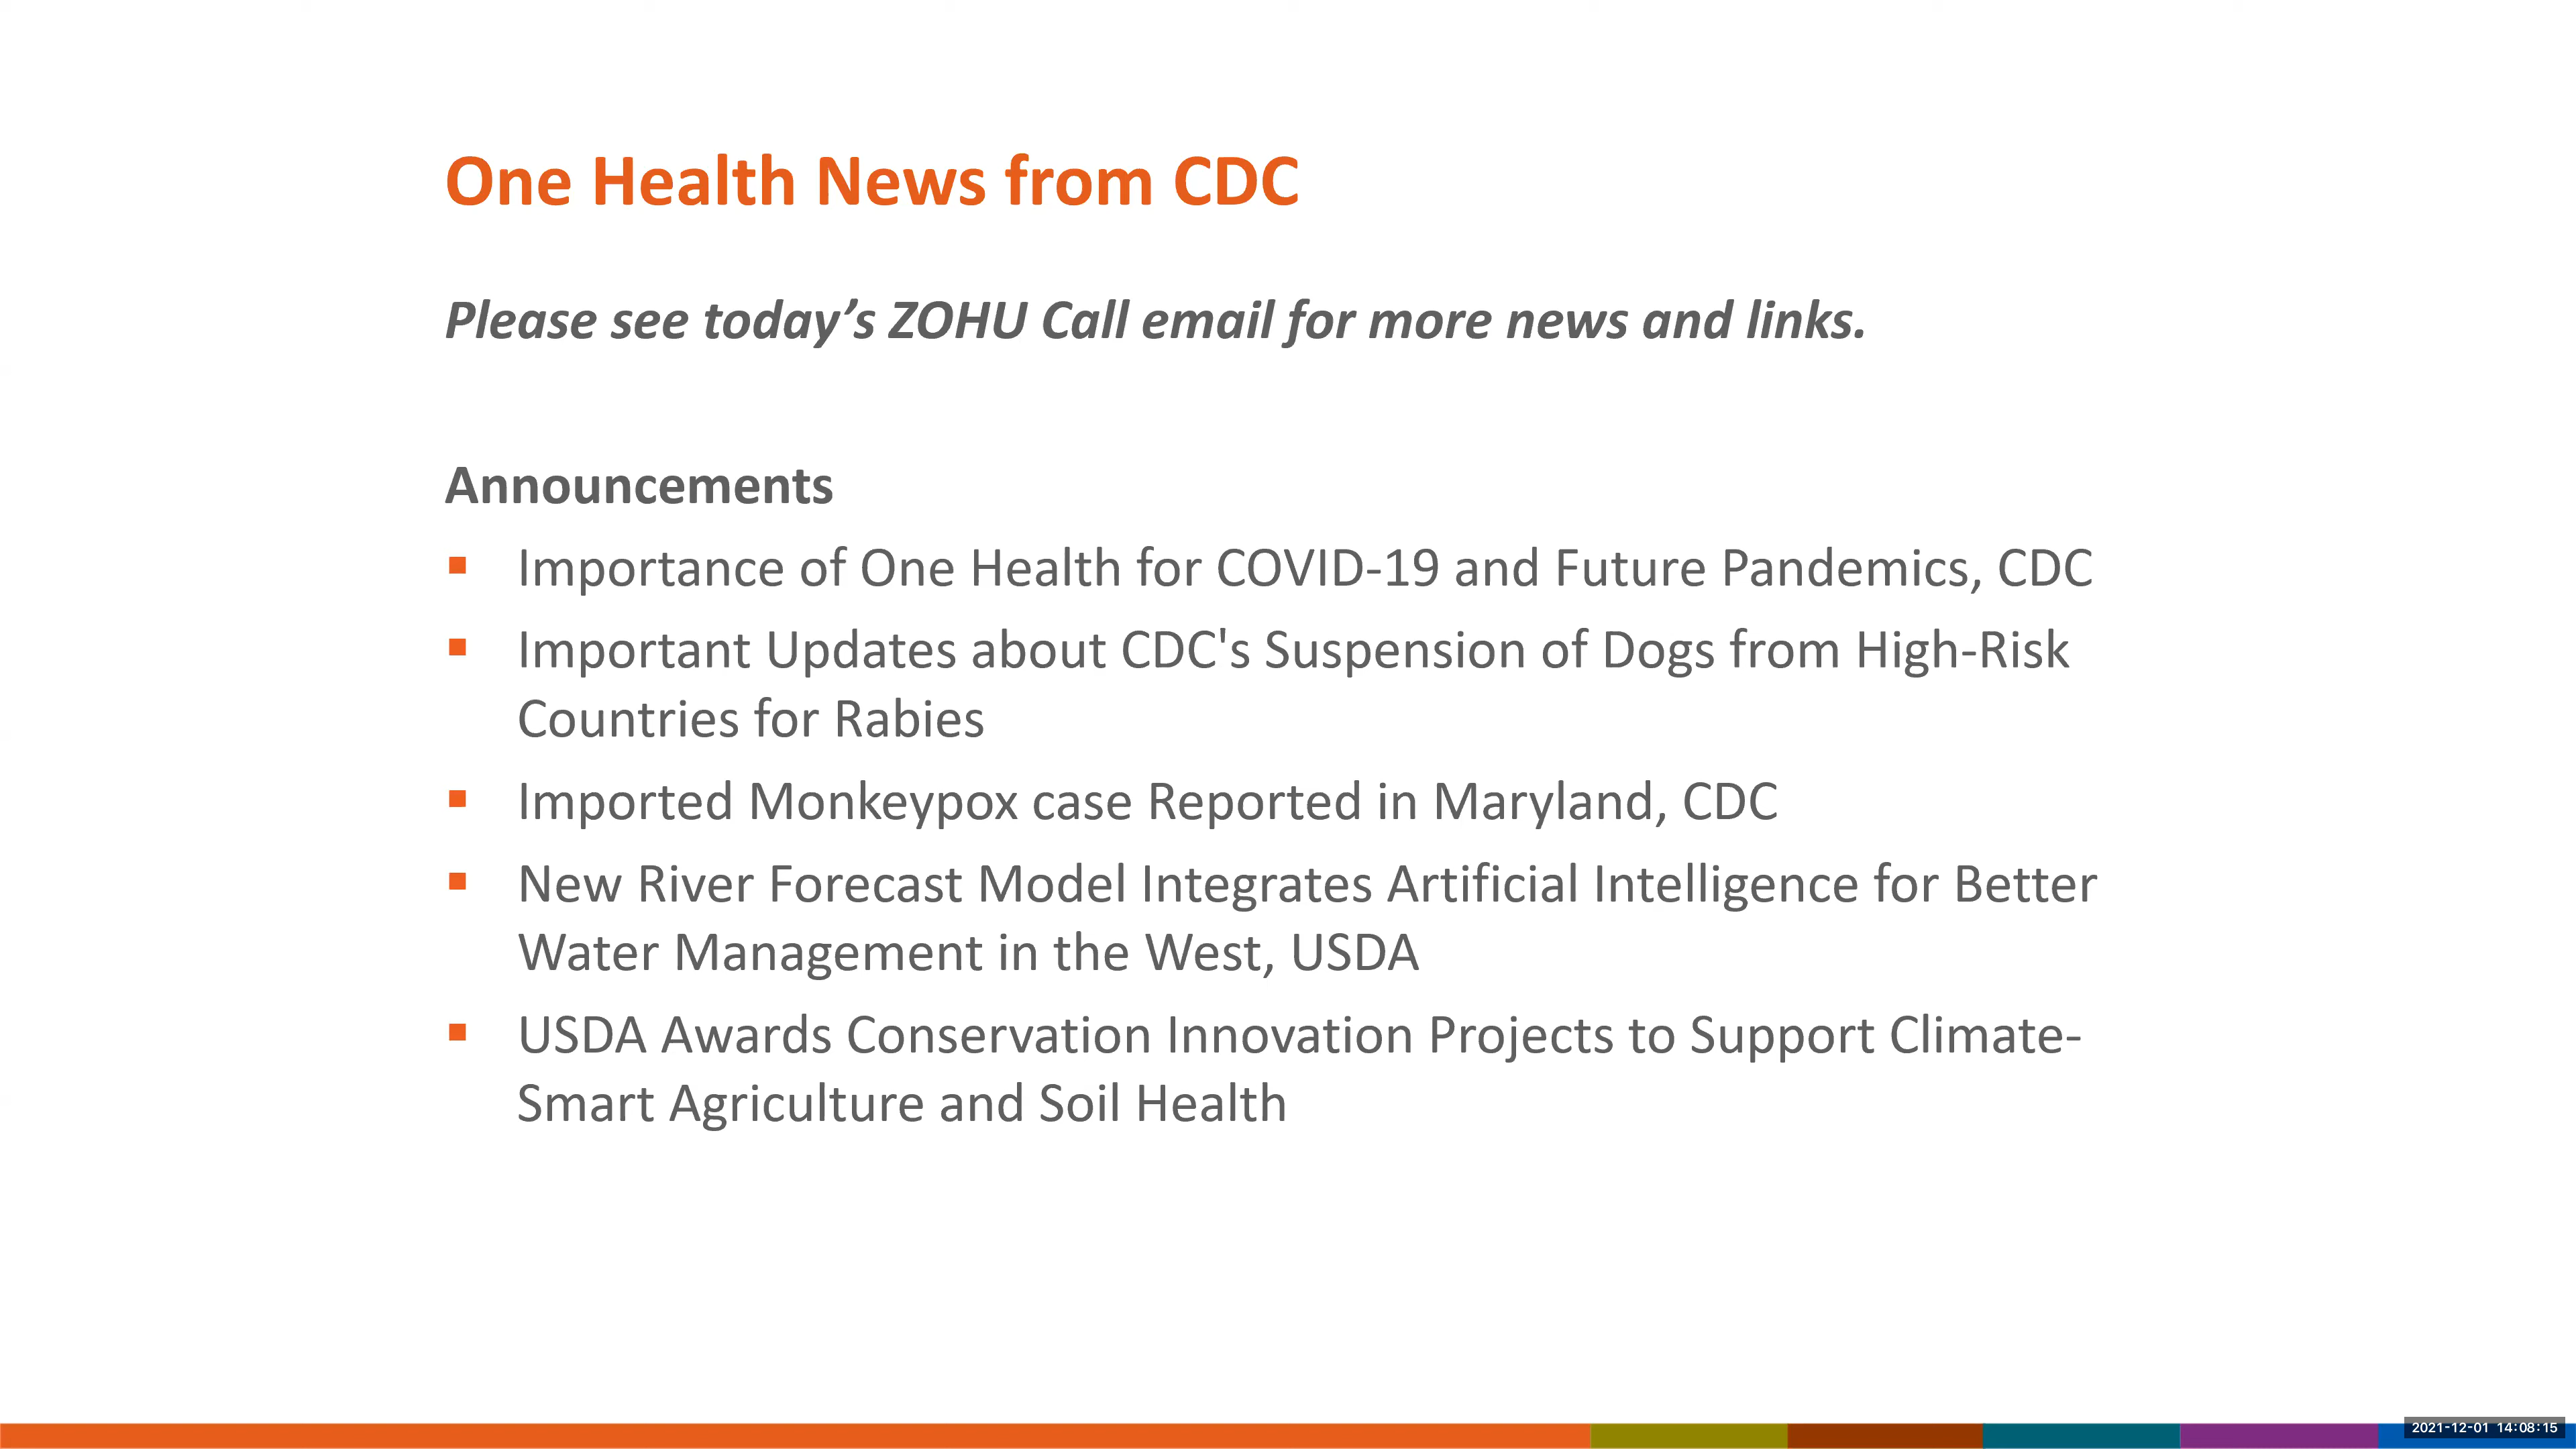 One Health News from CDC
Please see today’s ZOHU Call email for more news and links.
Announcements
▪ Importance of One Health for COVID-19 and Future Pandemics, CDC
▪ Important Updates about CDC's Suspension of Dogs from High-Risk
Countries for Rabies
▪ Imported Monkeypox case Reported in Maryland, CDC
▪ New River Forecast Model Integrates Artificial Intelligence for Better
Water Management in the West, USDA
▪ USDA Awards Conservation Innovation Projects to Support Climate-
Smart Agriculture and Soil Health
2021-12-01 14:08:15